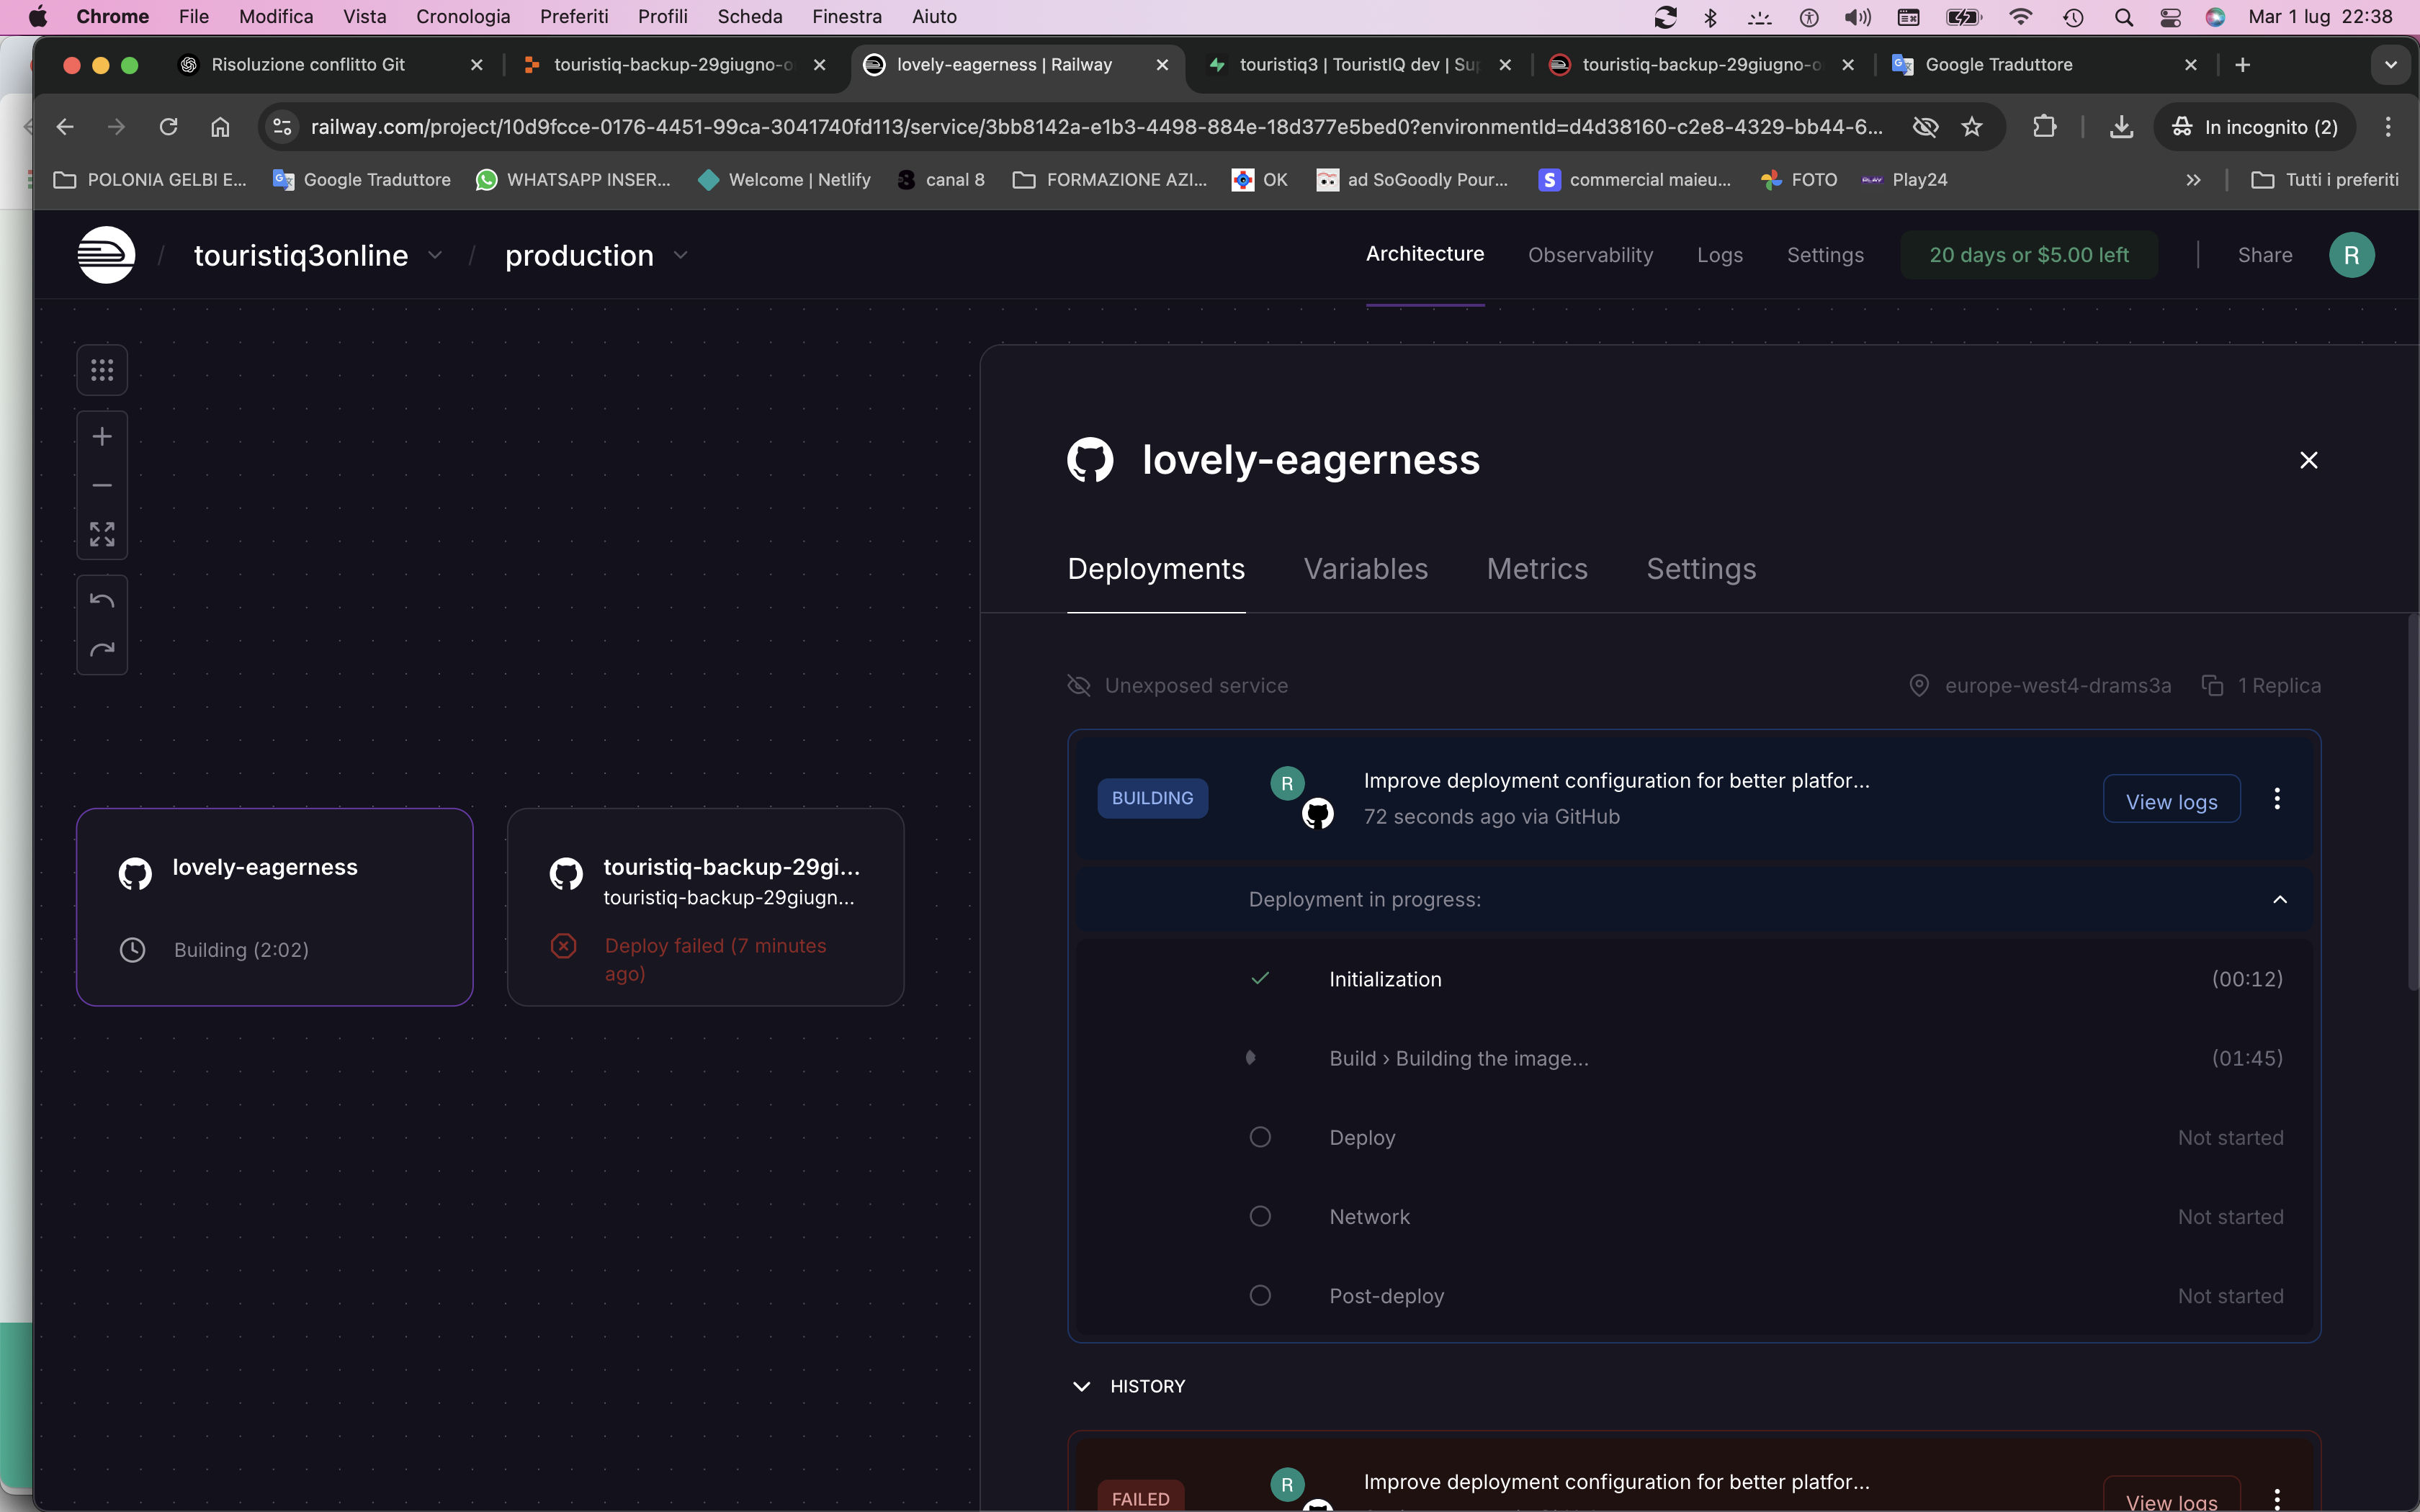 Chrome File Modifica Vista Cronologia Preferiti Profili Scheda Finestra Aiuto Mar 1 lug 22:38
Risoluzione conflitto Git touristiq-backup-29giugno-o lovely-eagerness | Railway touristiq3 | TouristIQ dev | Su touristiq-backup-29giugno-o Google Traduttore
railway.com/project/10d9fcce-0176-4451-99ca-3041740fd113/service/3bb8142a-e1b3-4498-884e-18d377e5bed0?environmentId=d4d38160-c2e8-4329-bb44-6... In incognito (2)
POLONIA GELBI E... Google Traduttore WHATSAPP INSER... Welcome | Netlify canal 8 FORMAZIONE AZI... OK ad SoGoodly Pour... commercial maieu... FOTO Play24 Tutti i preferiti
/ touristiq3online / production Architecture Observability Logs Settings 20 days or $5.00 left Share R
lovely-eagerness
Deployments Variables Metrics Settings
Unexposed service europe-west4-drams3a 1 Replica
BUILDING R Improve deployment configuration for better platfor... View logs
72 seconds ago via GitHub
Deployment in progress:
Initialization (00:12)
Build › Building the image... (01:45)
Deploy Not started
Network Not started
Post-deploy Not started
HISTORY
FAILED R Improve deployment configuration for better platfor... View logs
lovely-eagerness
Building (2:02)
touristiq-backup-29gi...
touristiq-backup-29giugn...
Deploy failed (7 minutes
ago)